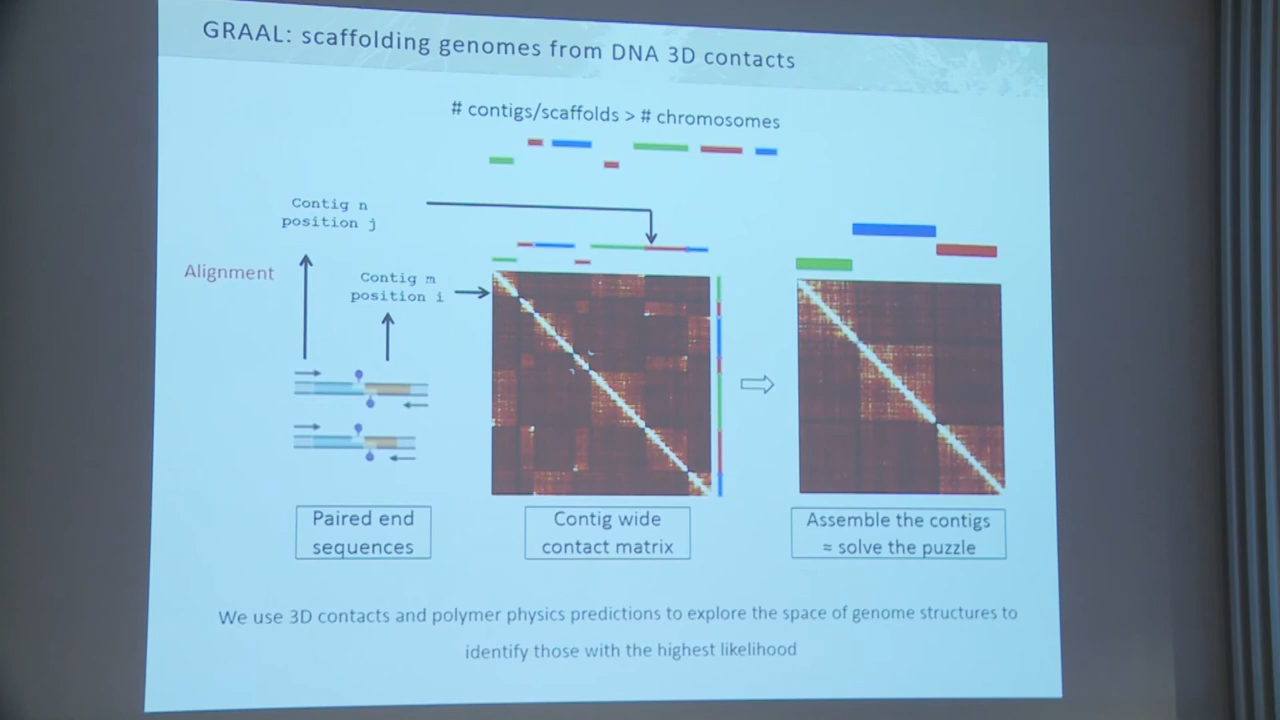 GRAAL: scaffolding genomes from DNA 3D contacts
# contigs/scaffolds > # chromosomes
Contig n
position j
Alignment
Contig m
position i
Paired end
sequences
Contig wide
contact matrix
Assemble the contigs
≈ solve the puzzle
We use 3D contacts and polymer physics predictions to explore the space of genome structures to
identify those with the highest likelihood